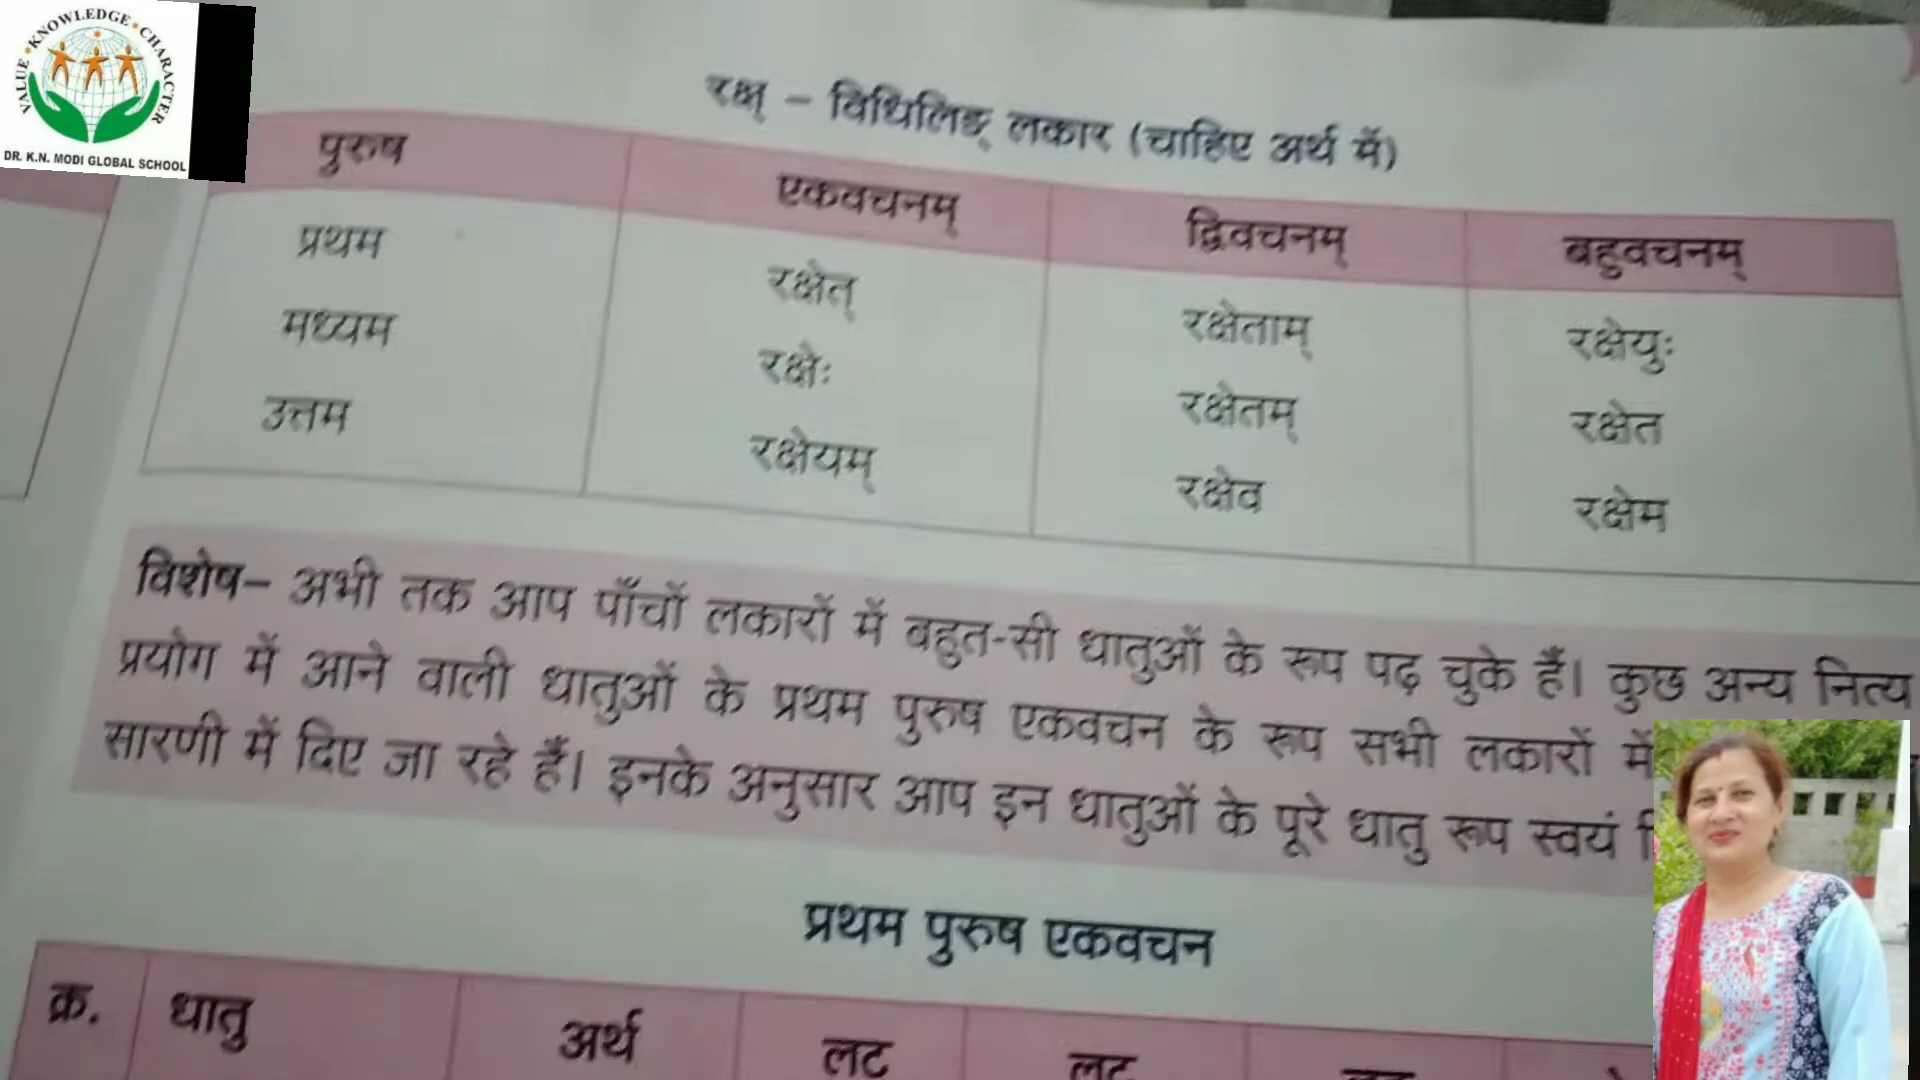 VALUE • KNOWLEDGE • CHARACTER
DR. K.N. MODI GLOBAL SCHOOL
रक्ष् – विधिलिङ् लकार (चाहिए अर्थ में)
पुरुष एकवचनम् द्विवचनम् बहुवचनम्
प्रथम रक्षेत् रक्षेताम् रक्षेयुः
मध्यम रक्षेः रक्षेतम् रक्षेत
उत्तम रक्षेयम् रक्षेव रक्षेम
विशेष– अभी तक आप पाँचों लकारों में बहुत-सी धातुओं के रूप पढ़ चुके हैं। कुछ अन्य नित्य
प्रयोग में आने वाली धातुओं के प्रथम पुरुष एकवचन के रूप सभी लकारों में
सारणी में दिए जा रहे हैं। इनके अनुसार आप इन धातुओं के पूरे धातु रूप स्वयं
प्रथम पुरुष एकवचन
क्र. धातु अर्थ लट